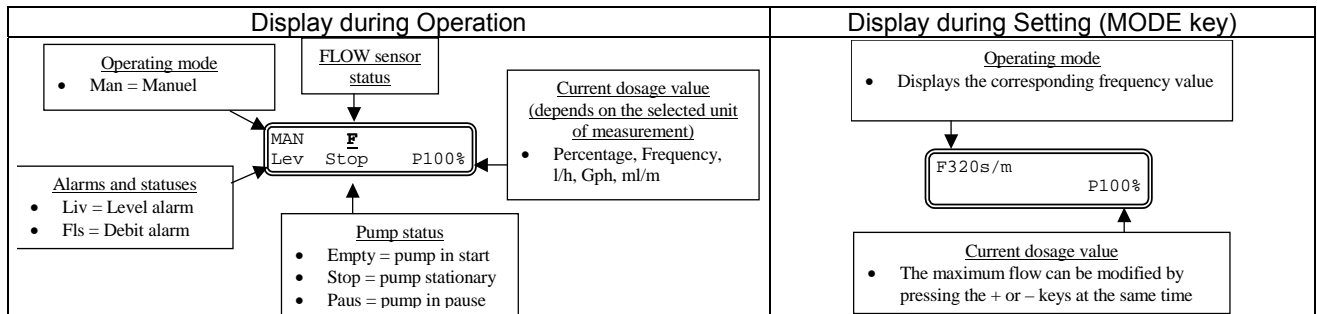 Display during Operation
Display during Setting (MODE key)
Operating mode
• Man = Manuel
FLOW sensor
status
Current dosage value
(depends on the selected unit
of measurement)
• Percentage, Frequency,
l/h, Gph, ml/m
MAN F
Lev Stop P100%
Alarms and statuses
• Liv = Level alarm
• Fls = Debit alarm
Pump status
• Empty = pump in start
• Stop = pump stationary
• Paus = pump in pause
Operating mode
• Displays the corresponding frequency value
F320s/m
P100%
Current dosage value
• The maximum flow can be modified by
pressing the + or – keys at the same time